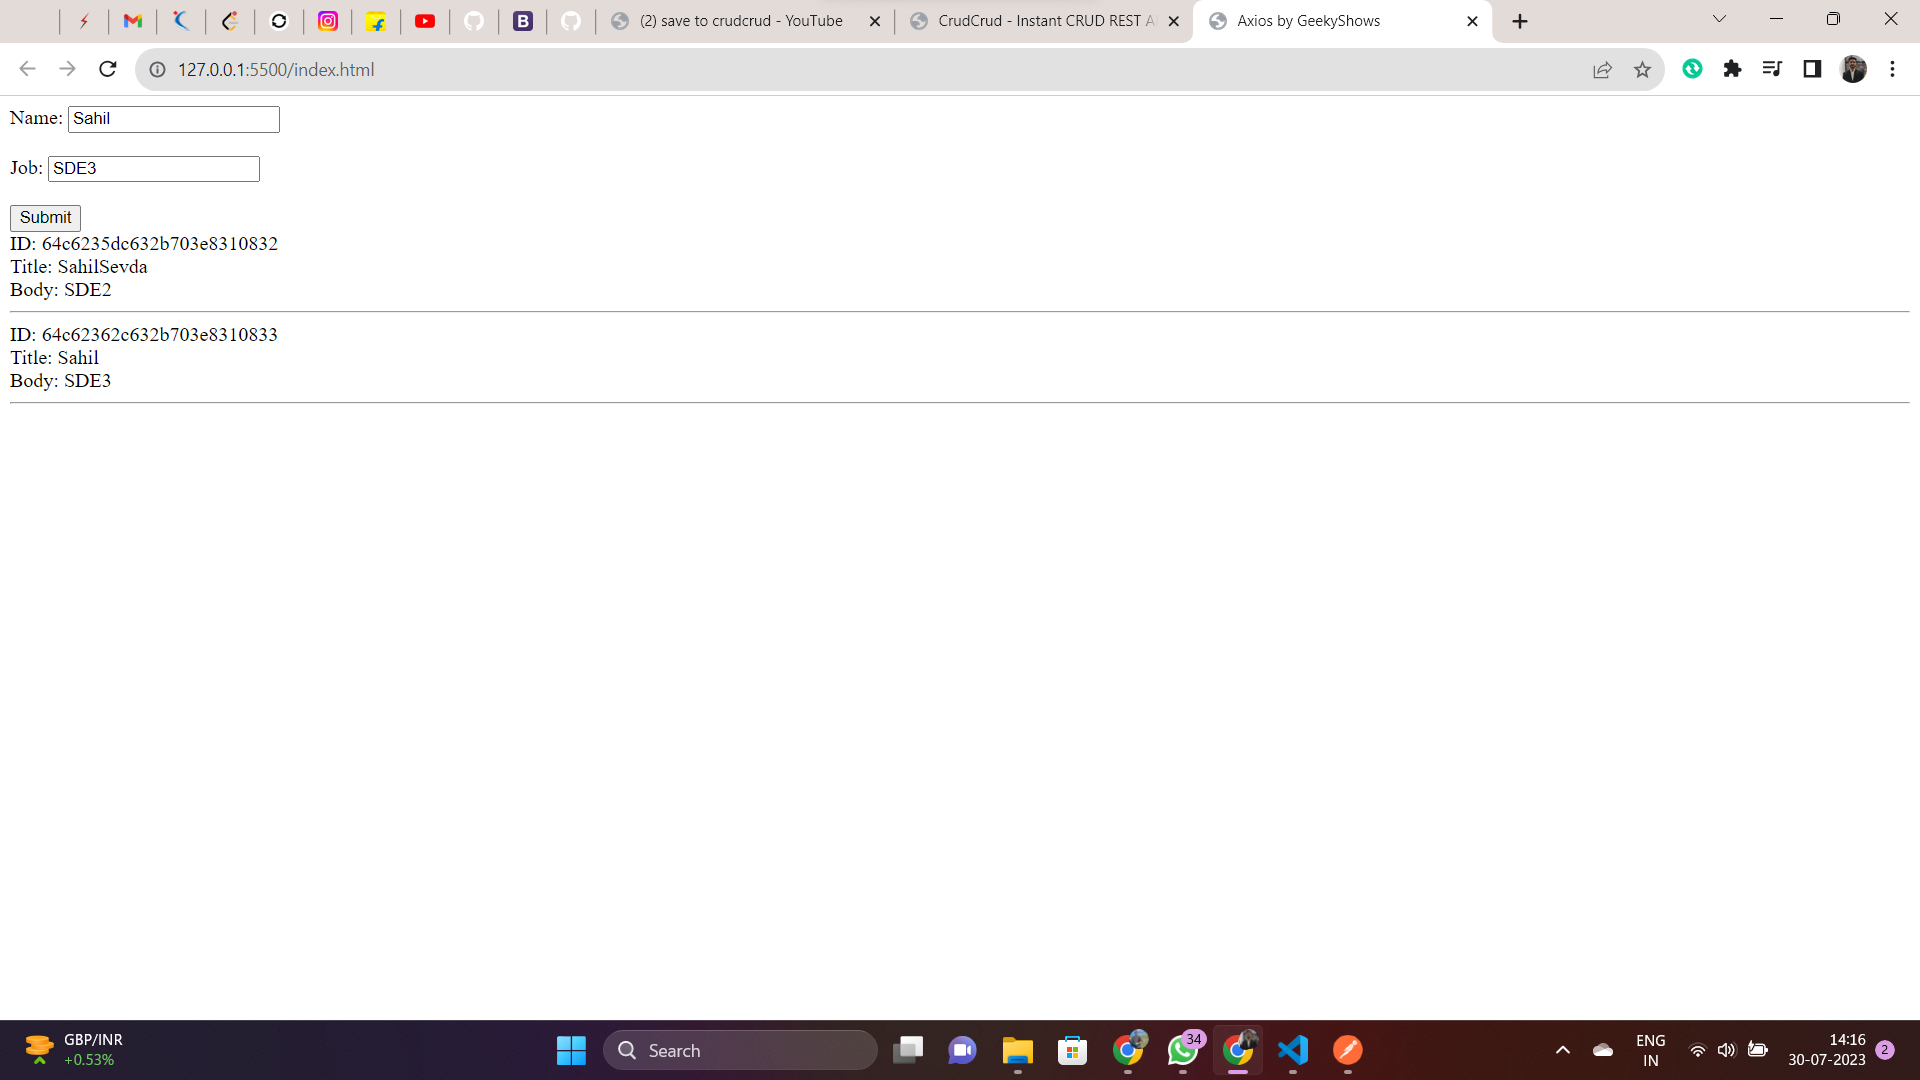 (2) save to crudcrud - YouTube
CrudCrud - Instant CRUD REST A
Axios by GeekyShows
127.0.0.1:5500/index.html
Name: Sahil
Job: SDE3
Submit
ID: 64c6235dc632b703e8310832
Title: SahilSevda
Body: SDE2
ID: 64c62362c632b703e8310833
Title: Sahil
Body: SDE3
GBP/INR
+0.53%
Search
34
ENG
IN
14:16
30-07-2023
2
B